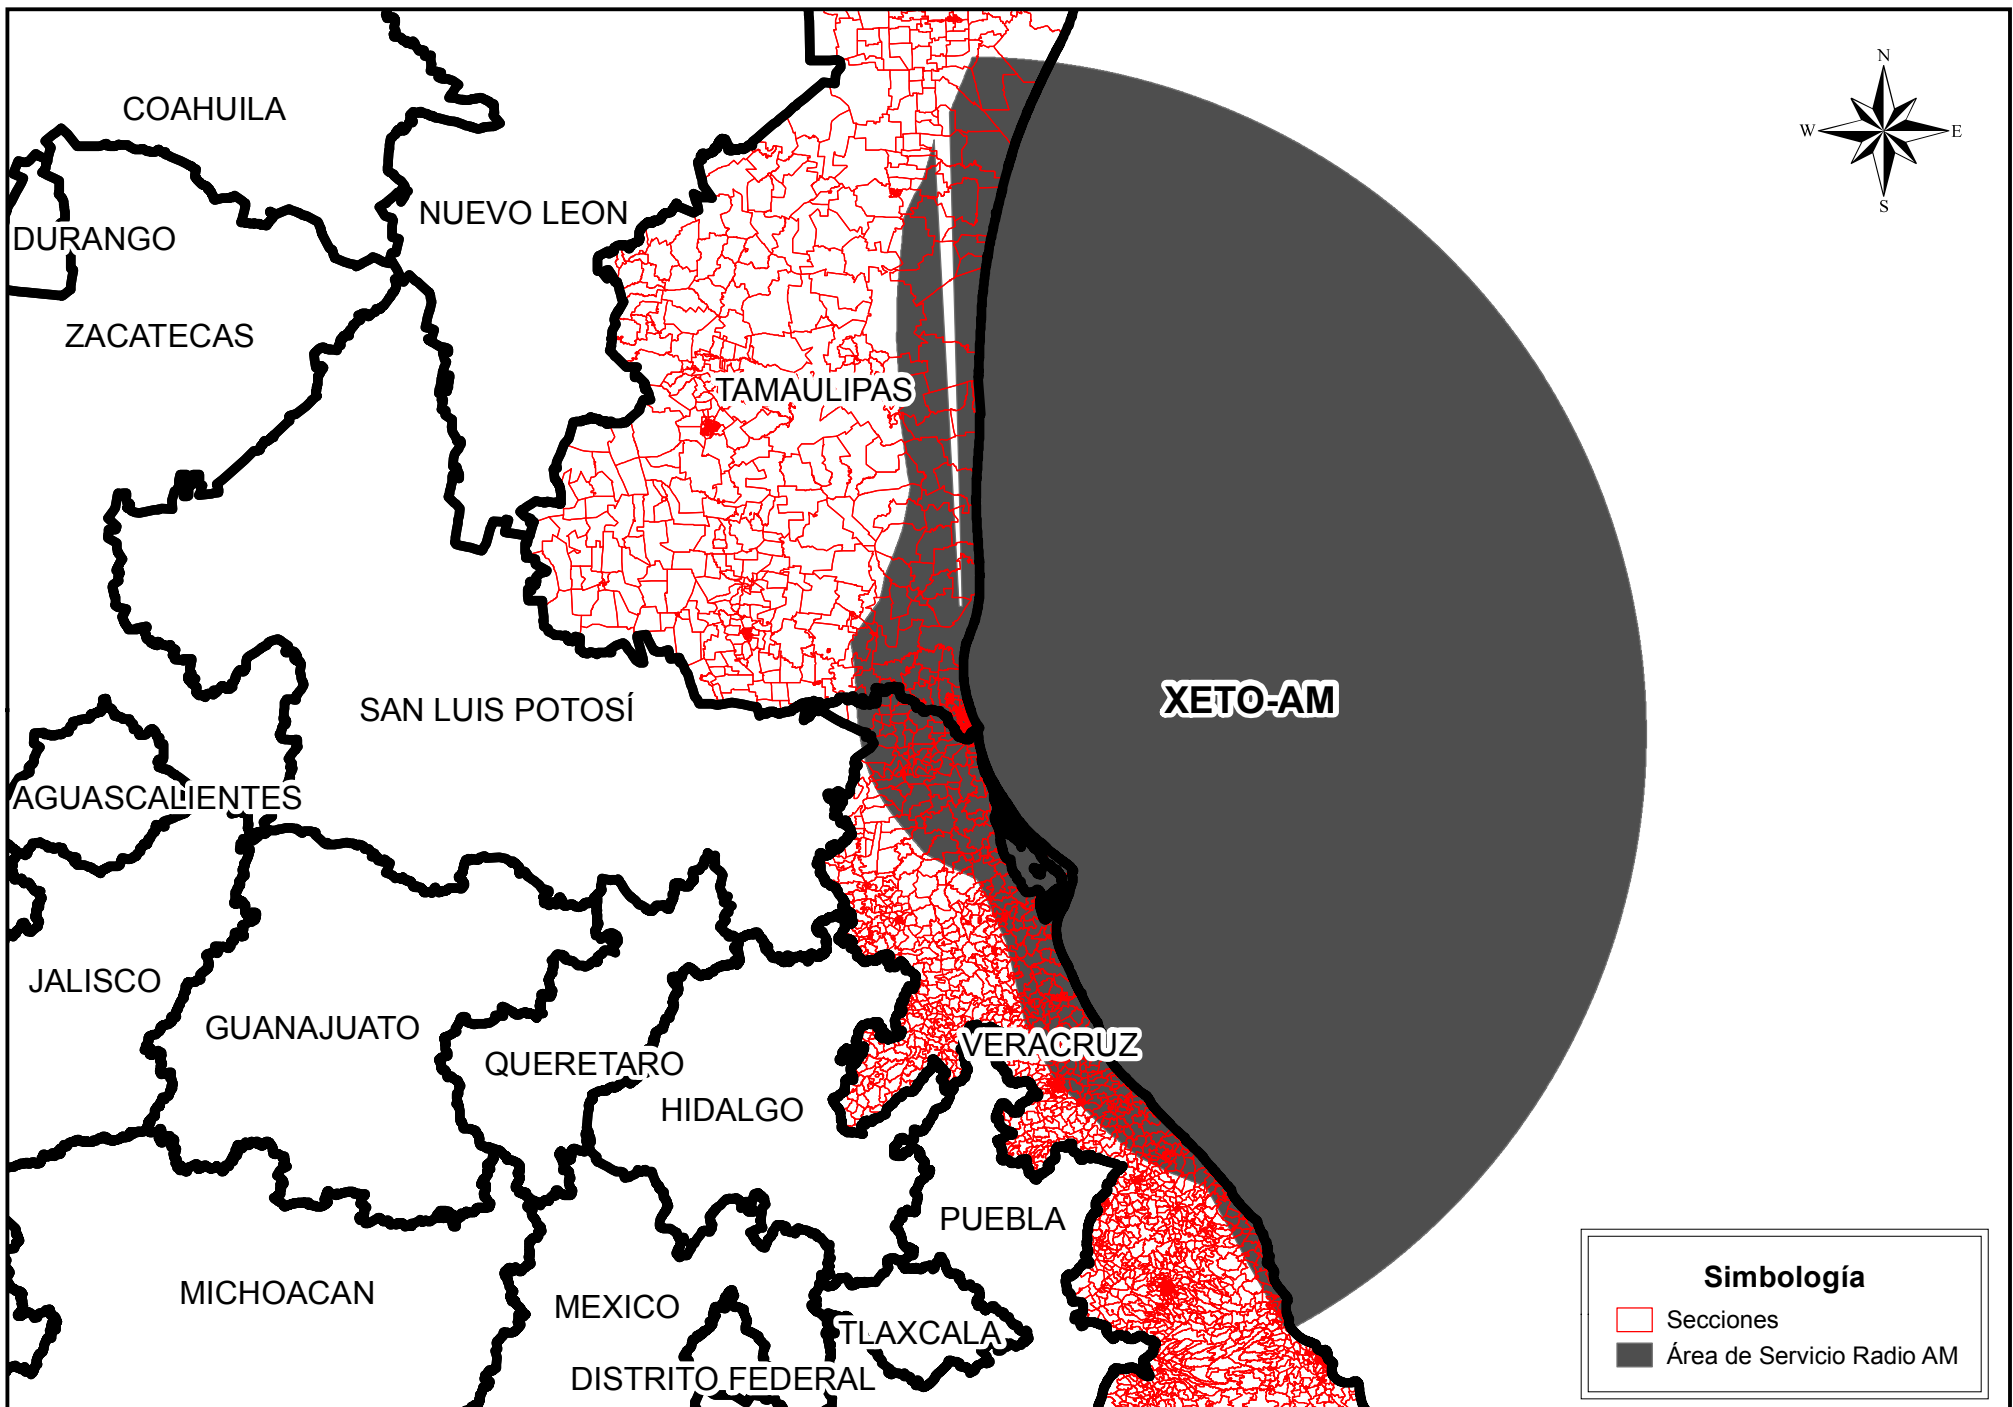 N
W E
S
COAHUILA
NUEVO LEON
DURANGO
ZACATECAS
TAMAULIPAS
XETO-AM
SAN LUIS POTOSÍ
AGUASCALIENTES
JALISCO
GUANAJUATO
QUERETARO
VERACRUZ
HIDALGO
PUEBLA
MICHOACAN
MEXICO
TLAXCALA
DISTRITO FEDERAL
Simbología
Secciones
Área de Servicio Radio AM